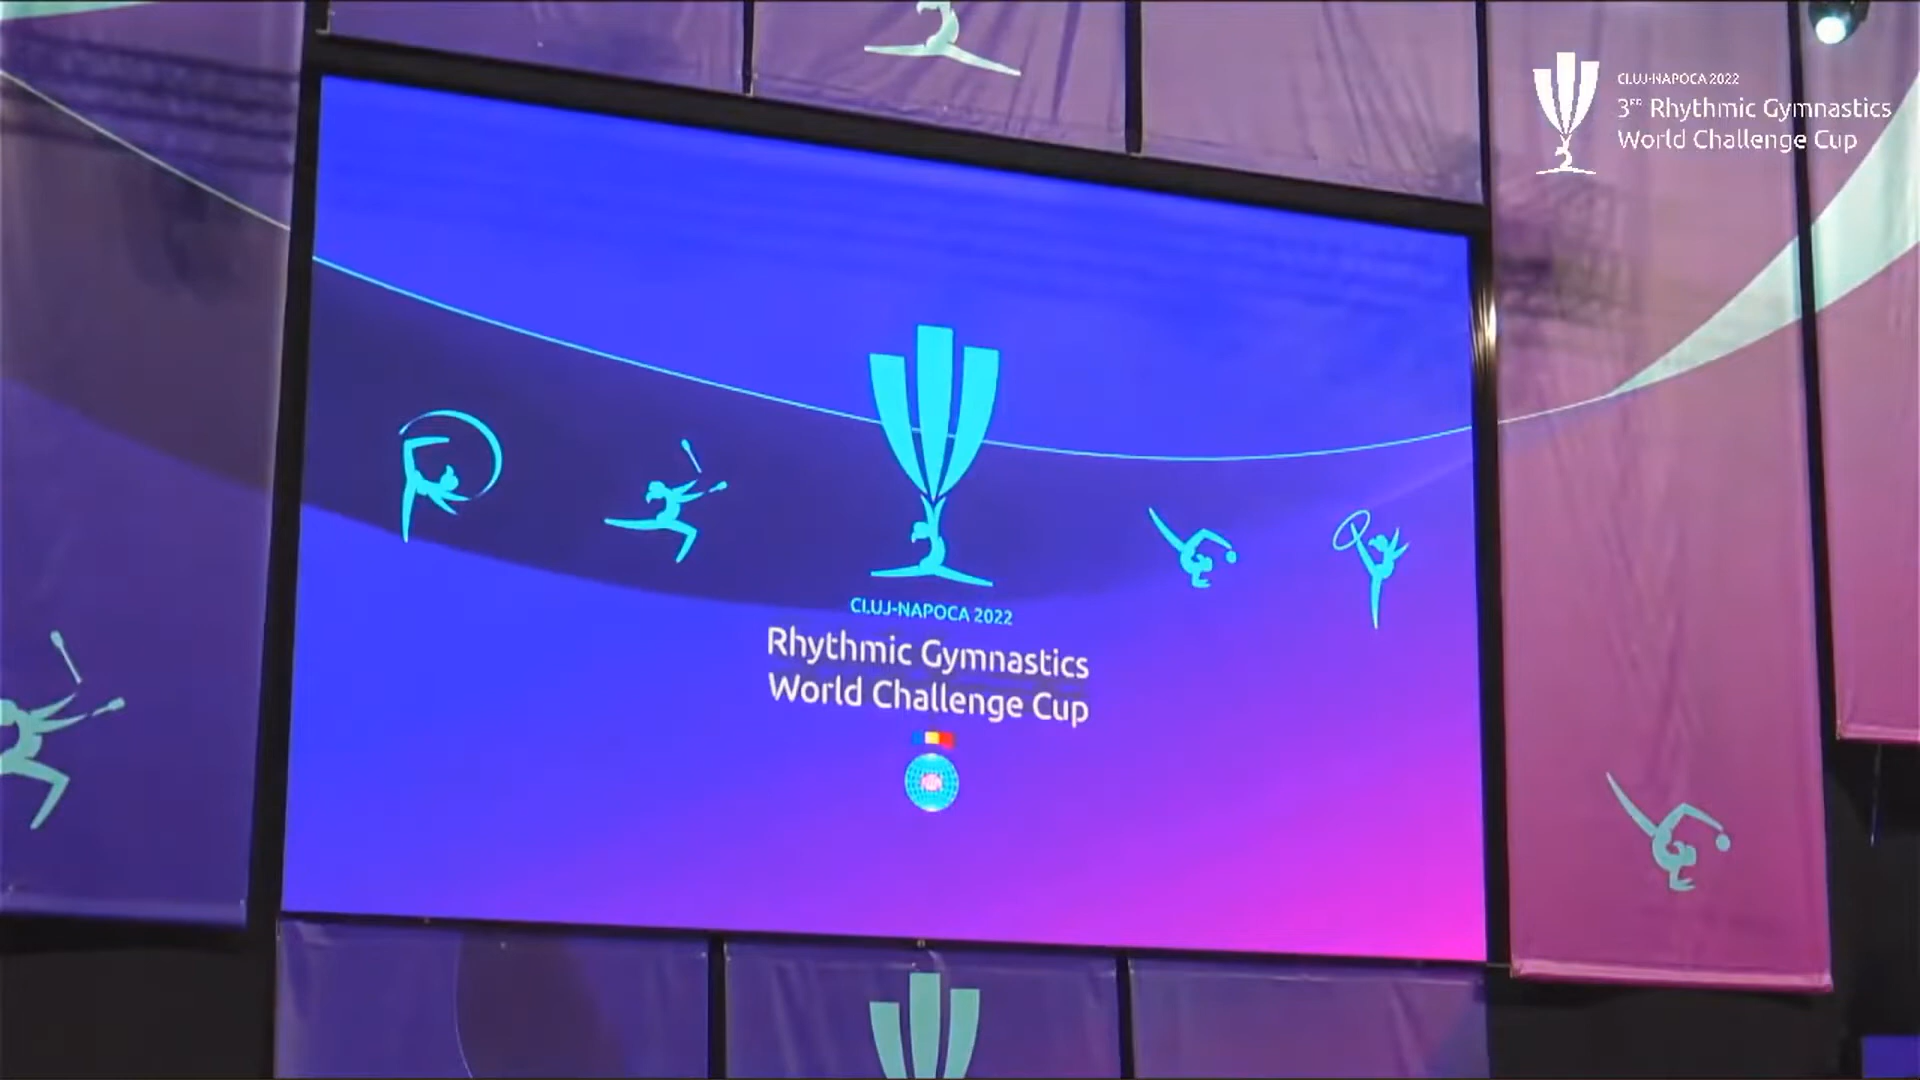 CLUJ-NAPOCA 2022
3RD Rhythmic Gymnastics
World Challenge Cup
CLUJ-NAPOCA 2022
Rhythmic Gymnastics
World Challenge Cup